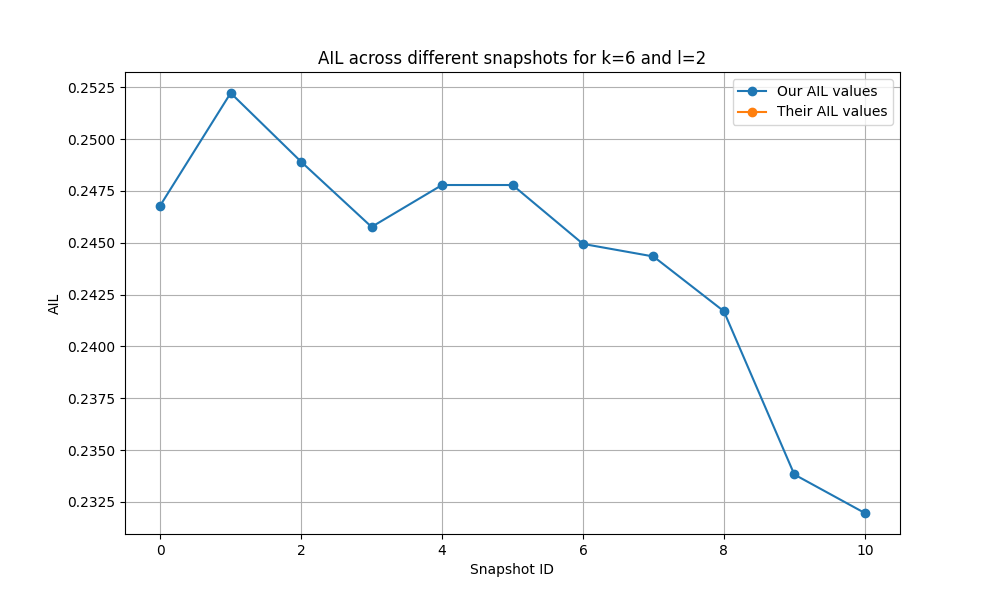 AIL across different snapshots for k=6 and l=2
Our AIL values
Their AIL values
0.2525
0.2500
0.2475
0.2450
0.2425
0.2400
0.2375
0.2350
0.2325
AIL
0 2 4 6 8 10
Snapshot ID